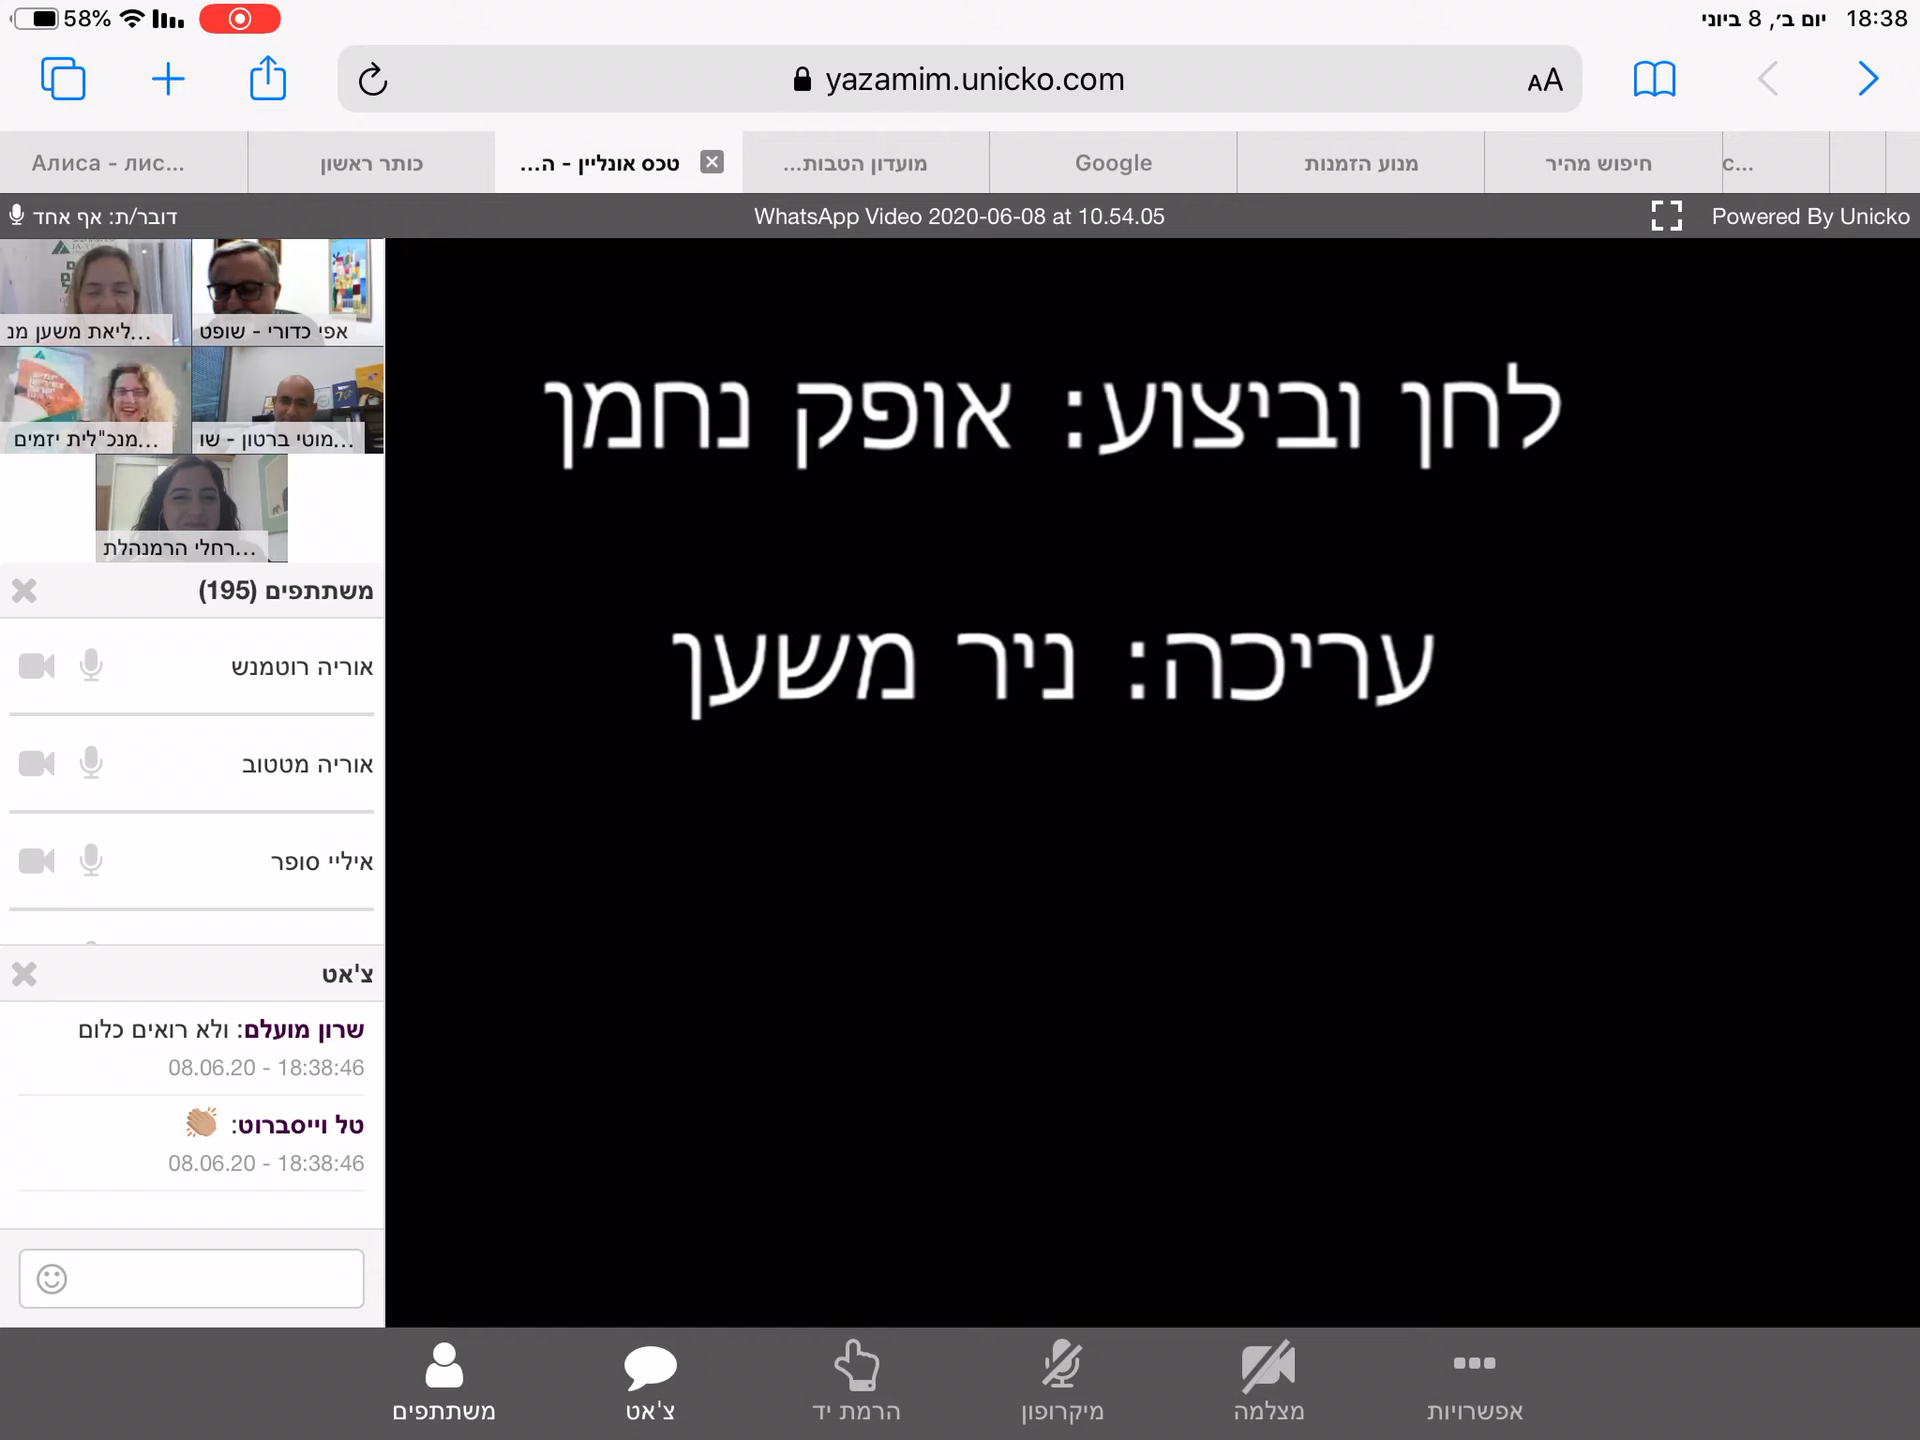 58%
יום ב׳, 8 ביוני 18:38
yazamim.unicko.com
AA
Алиса - лис...
כותר ראשון
טכס אונליין - ה...
מועדון הטבות...
Google
מנוע הזמנות
חיפוש מהיר
c...
דובר/ת: אף אחד
WhatsApp Video 2020-06-08 at 10.54.05
Powered By Unicko
ליאת משען מנ...
אפי כדורי - שופט
מנכ"לית יזמים...
מוטי ברטון - שו...
רחלי הרמנהלת...
משתתפים (195)
אוריה רוטמנש
אוריה מטטוב
איליי סופר
צ'אט
שרון מועלם: ולא רואים כלום
08.06.20 - 18:38:46
טל וייסברוט: 👏🏼
08.06.20 - 18:38:46
לחן וביצוע: אופק נחמן
עריכה: ניר משען
משתתפים
צ'אט
הרמת יד
מיקרופון
מצלמה
אפשרויות